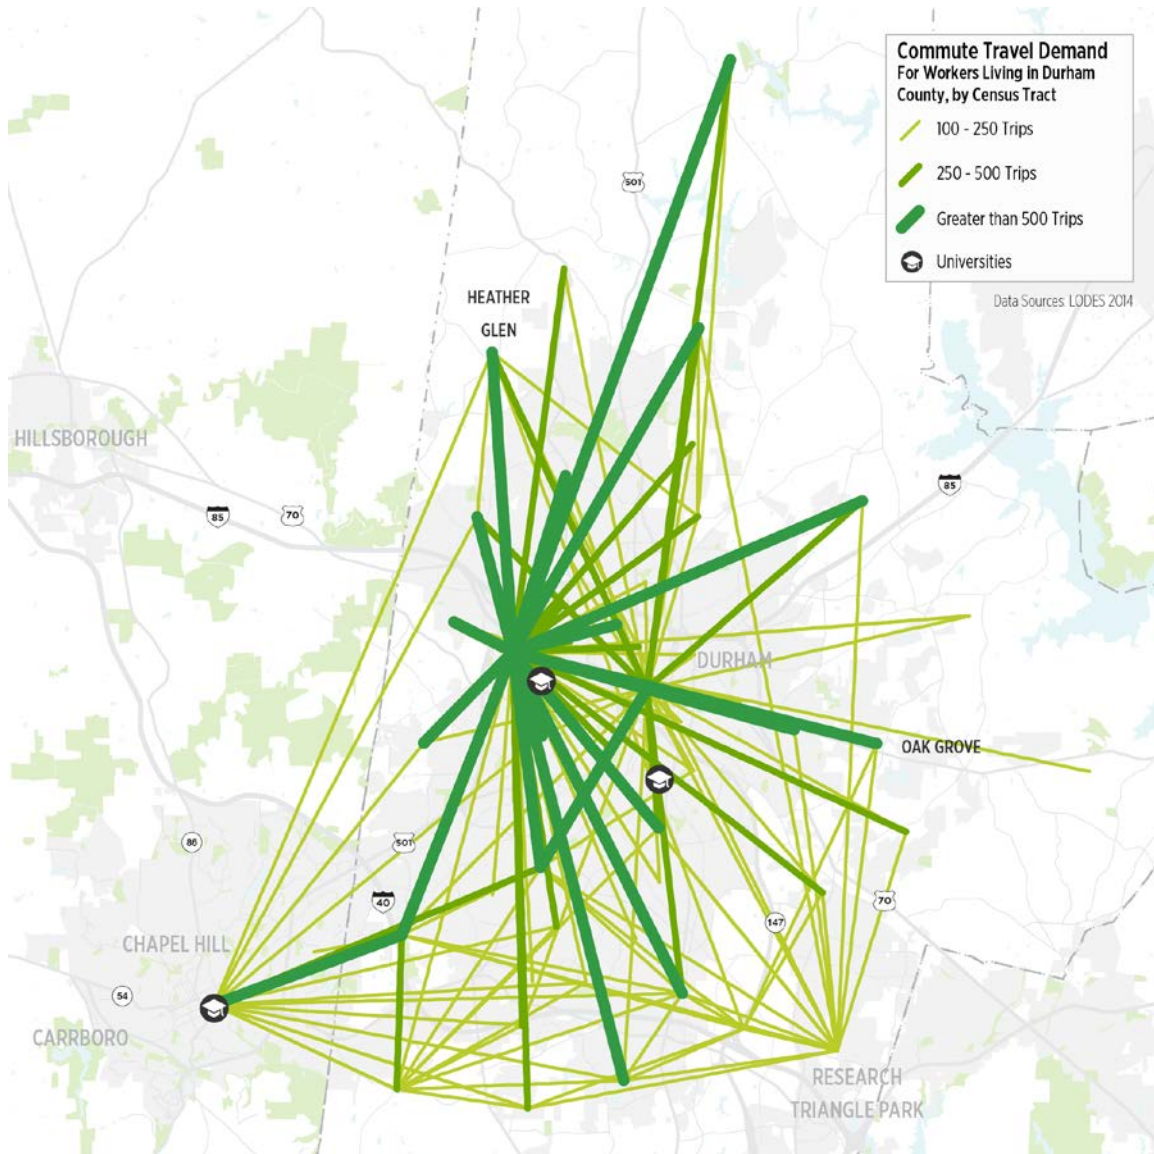 Commute Travel Demand
For Workers Living in Durham
County, by Census Tract
100 - 250 Trips
250 - 500 Trips
Greater than 500 Trips
Universities
Data Sources: LODES 2014
501
HEATHER
GLEN
HILLSBOROUGH
85
70
85
DURHAM
OAK GROVE
86
501
40
70
147
CHAPEL HILL
54
CARRBORO
RESEARCH
TRIANGLE PARK